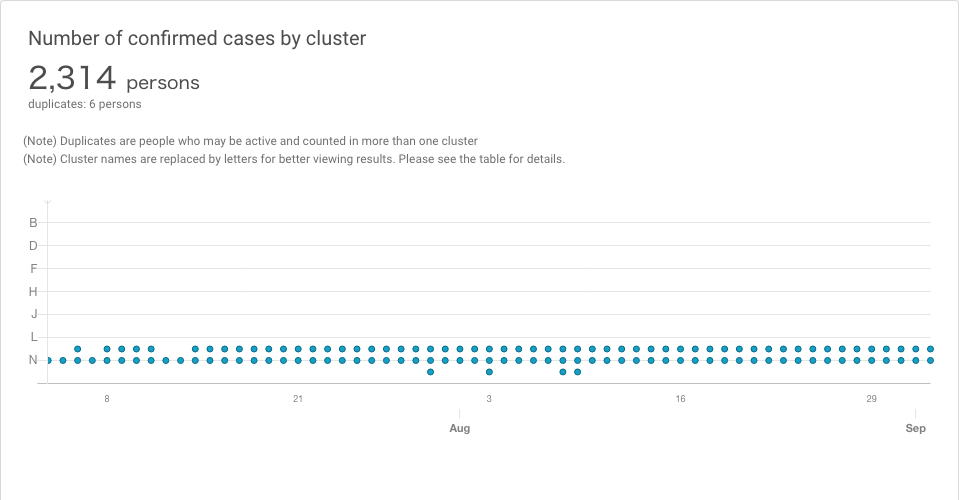 Number of confirmed cases by cluster
2,314 persons
duplicates: 6 persons
(Note) Duplicates are people who may be active and counted in more than one cluster
(Note) Cluster names are replaced by letters for better viewing results. Please see the table for details.
B
D
F
H
J
L
N
8 21 3 16 29
Aug Sep